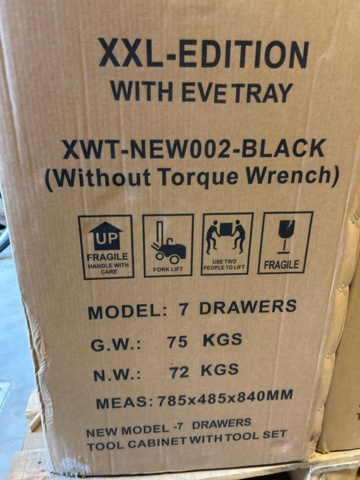 XXL-EDITION
WITH EVETRAY
XWT-NEW002-BLACK
(Without Torque Wrench)
UP
FRAGILE
HANDLE WITH
CARE
FORK LIFT
USE TWO
PEOPLE TO LIFT
FRAGILE
MODEL: 7 DRAWERS
G.W.: 75 KGS
N.W.: 72 KGS
MEAS: 785x485x840MM
NEW MODEL -7 DRAWERS
TOOL CABINET WITH TOOL SET